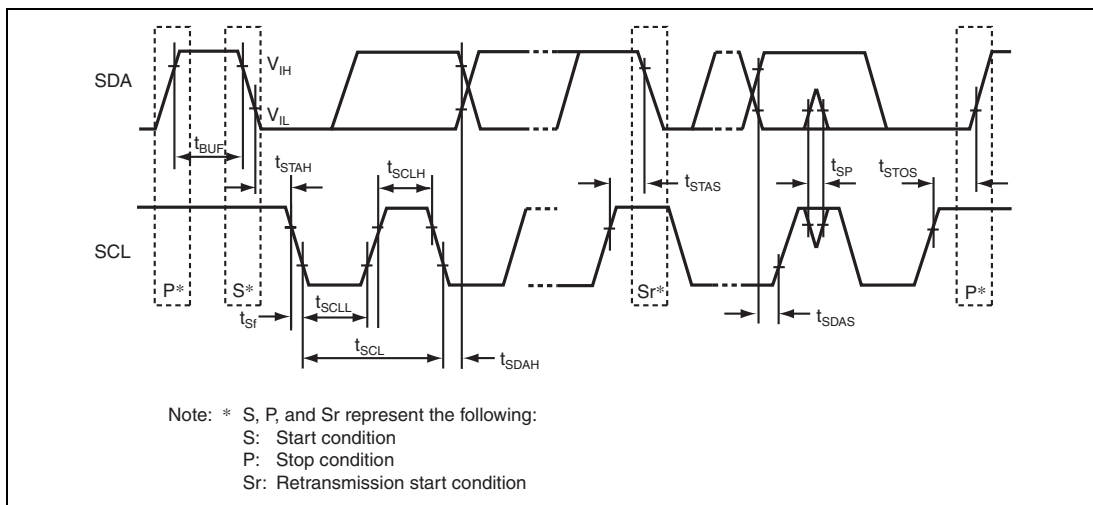 SDA
V_IH
V_IL
t_BUF
t_STAH
t_SCLH
t_STAS
t_SP
t_STOS
SCL
P*
S*
Sr*
P*
t_Sf
t_SCLL
t_SCL
t_SDAH
t_SDAS
Note: * S, P, and Sr represent the following:
S: Start condition
P: Stop condition
Sr: Retransmission start condition